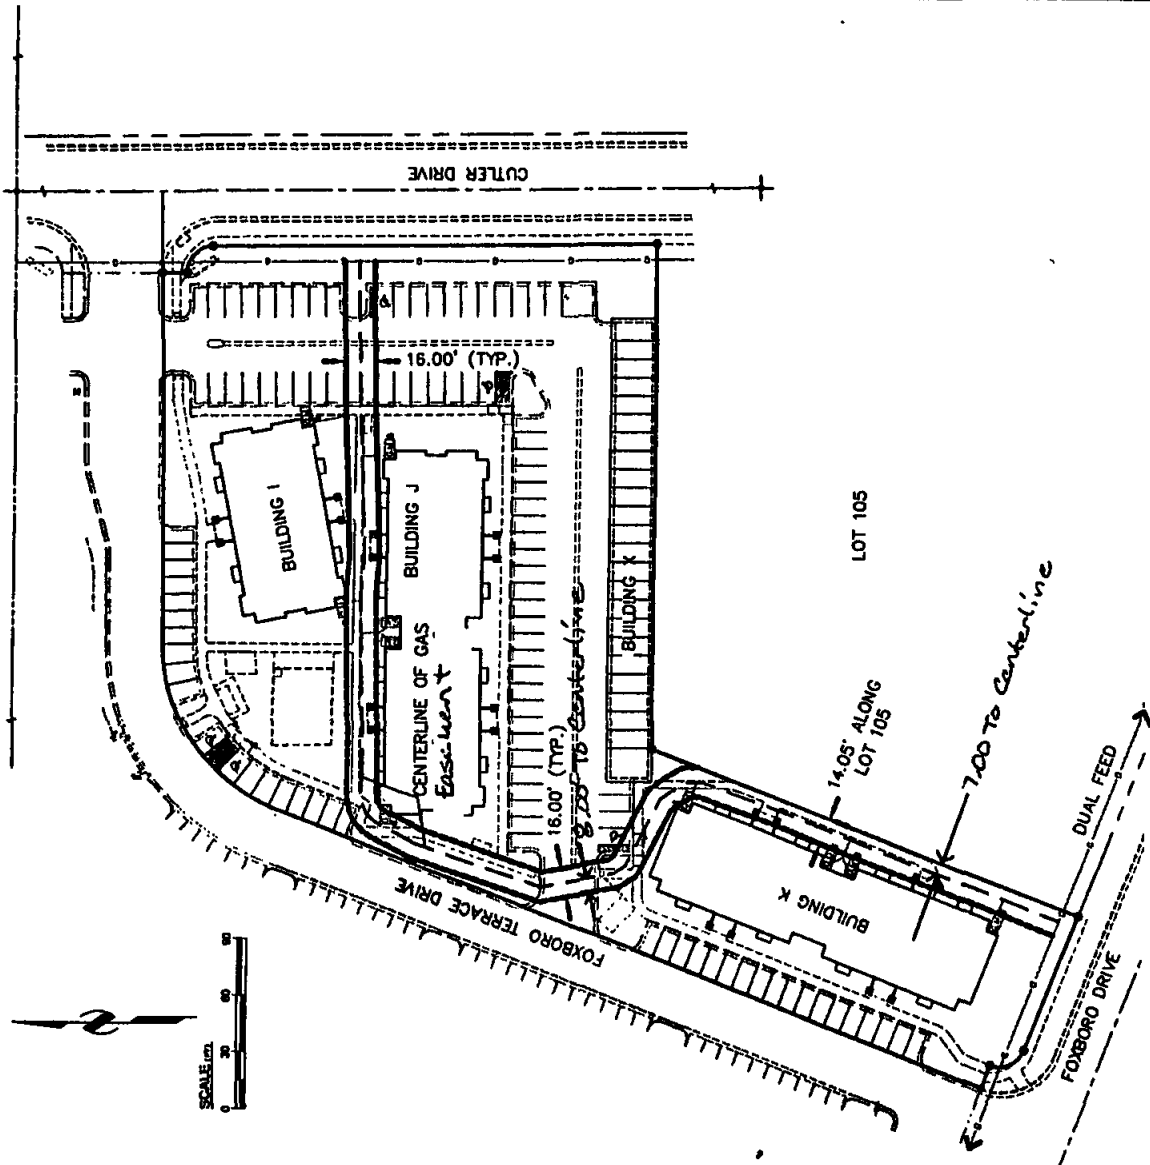 CUTLER DRIVE
16.00' (TYP.)
BUILDING I
BUILDING J
LOT 105
BUILDING X
CENTERLINE OF GAS
Easement
16.00' (TYP.)
8.00' To Centerline
14.05' ALONG
LOT 105
7.00 To Centerline
DUAL FEED
BUILDING K
FOXBORO TERRACE DRIVE
FOXBORO DRIVE
SCALE
0 30 60 90